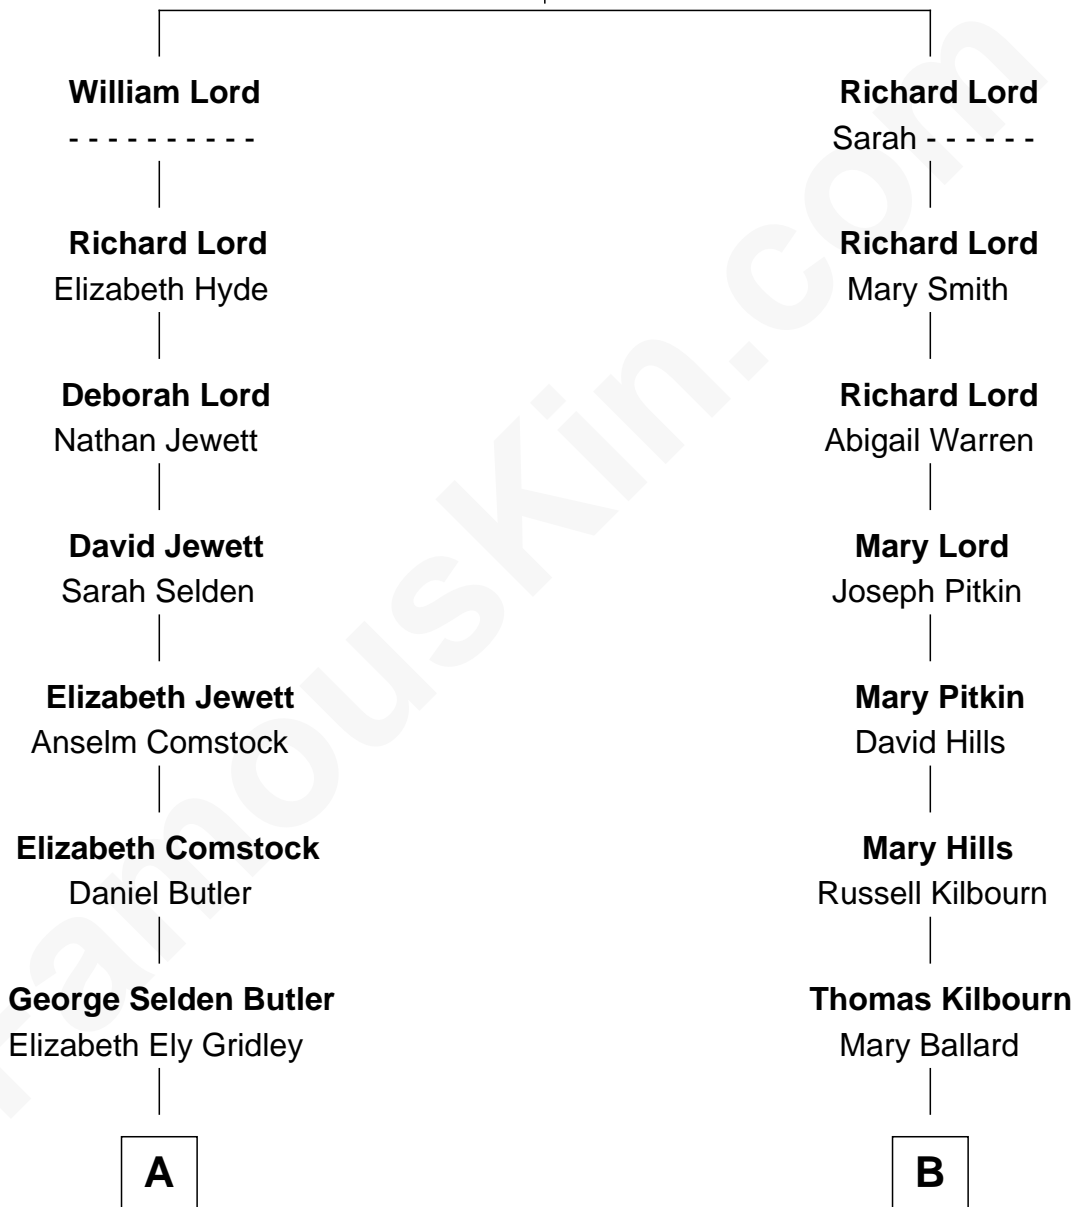 William Lord
- - - - - - - - - -
Richard Lord
Elizabeth Hyde
Deborah Lord
Nathan Jewett
David Jewett
Sarah Selden
Elizabeth Jewett
Anselm Comstock
Elizabeth Comstock
Daniel Butler
George Selden Butler
Elizabeth Ely Gridley
A
Richard Lord
Sarah - - - - - -
Richard Lord
Mary Smith
Richard Lord
Abigail Warren
Mary Lord
Joseph Pitkin
Mary Pitkin
David Hills
Mary Hills
Russell Kilbourn
Thomas Kilbourn
Mary Ballard
B
FamousKin.com